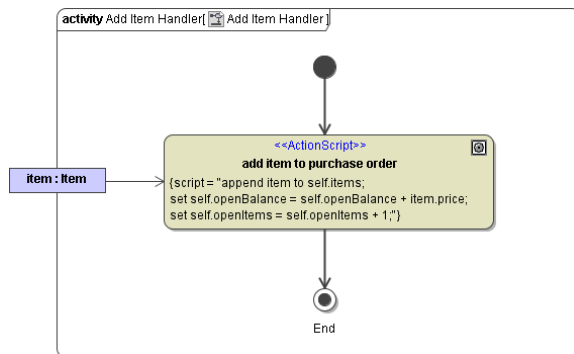 activity Add Item Handler[ Add Item Handler ]
<<ActionScript>>
add item to purchase order
item : Item
{script = "append item to self.items;
set self.openBalance = self.openBalance + item.price;
set self.openItems = self.openItems + 1;"}
End